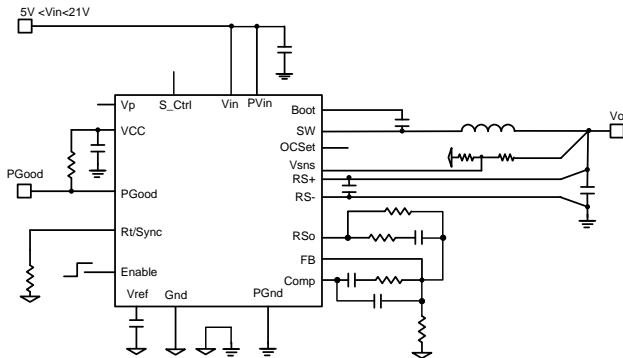 5V <Vin<21V
Vp
S_Ctrl
Vin
PVin
Boot
Vo
VCC
SW
OCSet
PGood
Vsns
RS+
PGood
RS-
Rt/Sync
RSo
FB
Enable
Comp
Vref
Gnd
PGnd